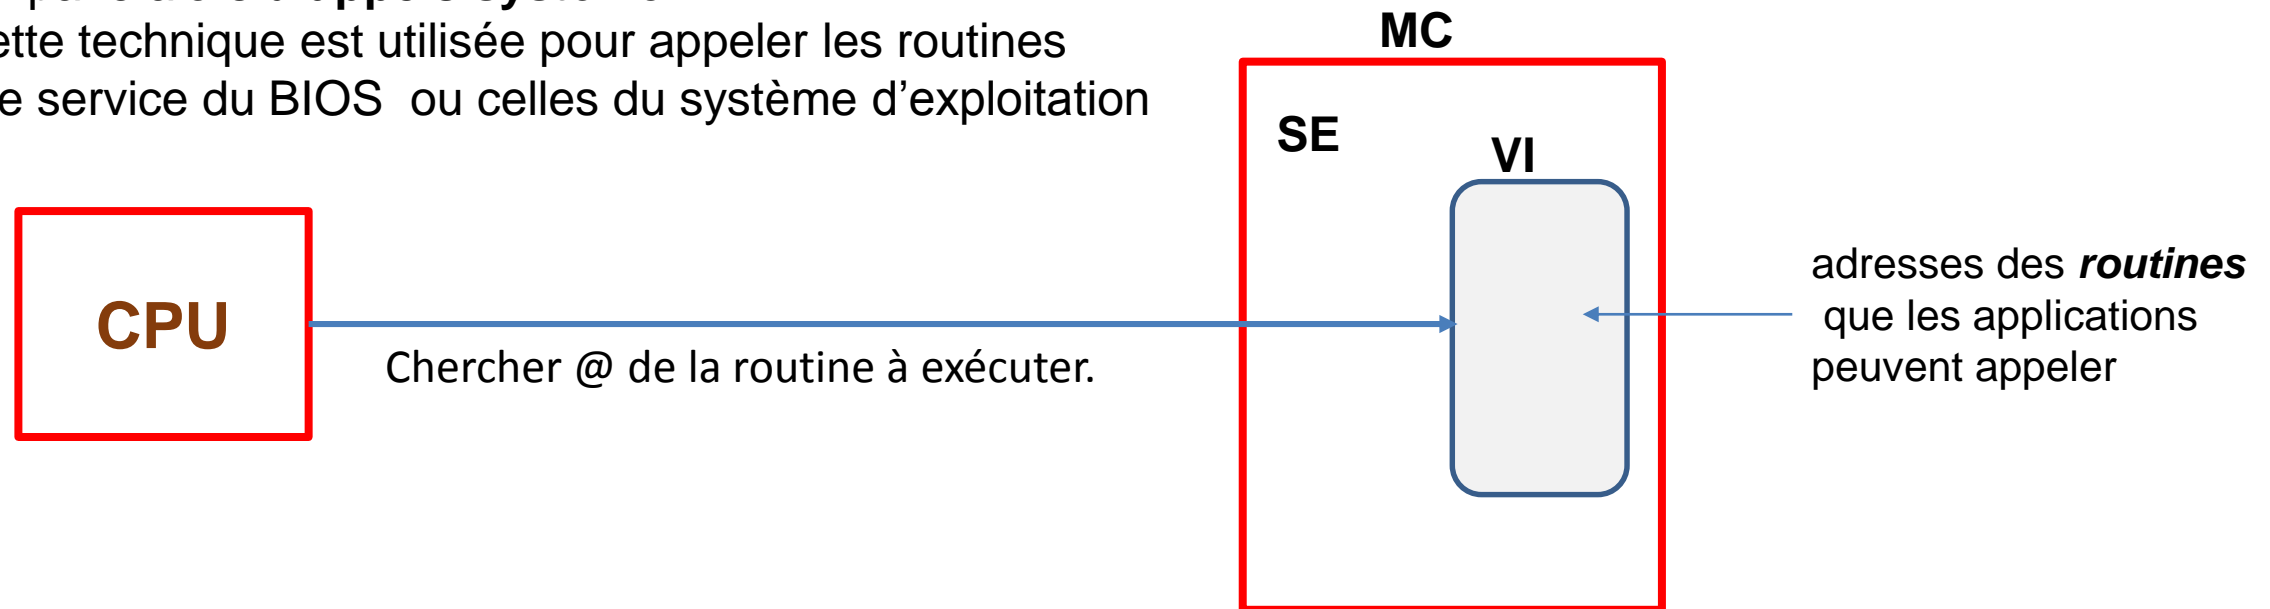 ette technique est utilisée pour appeler les routines
e service du BIOS ou celles du système d'exploitation
MC
SE
VI
CPU
Chercher @ de la routine à exécuter.
adresses des routines
que les applications
peuvent appeler